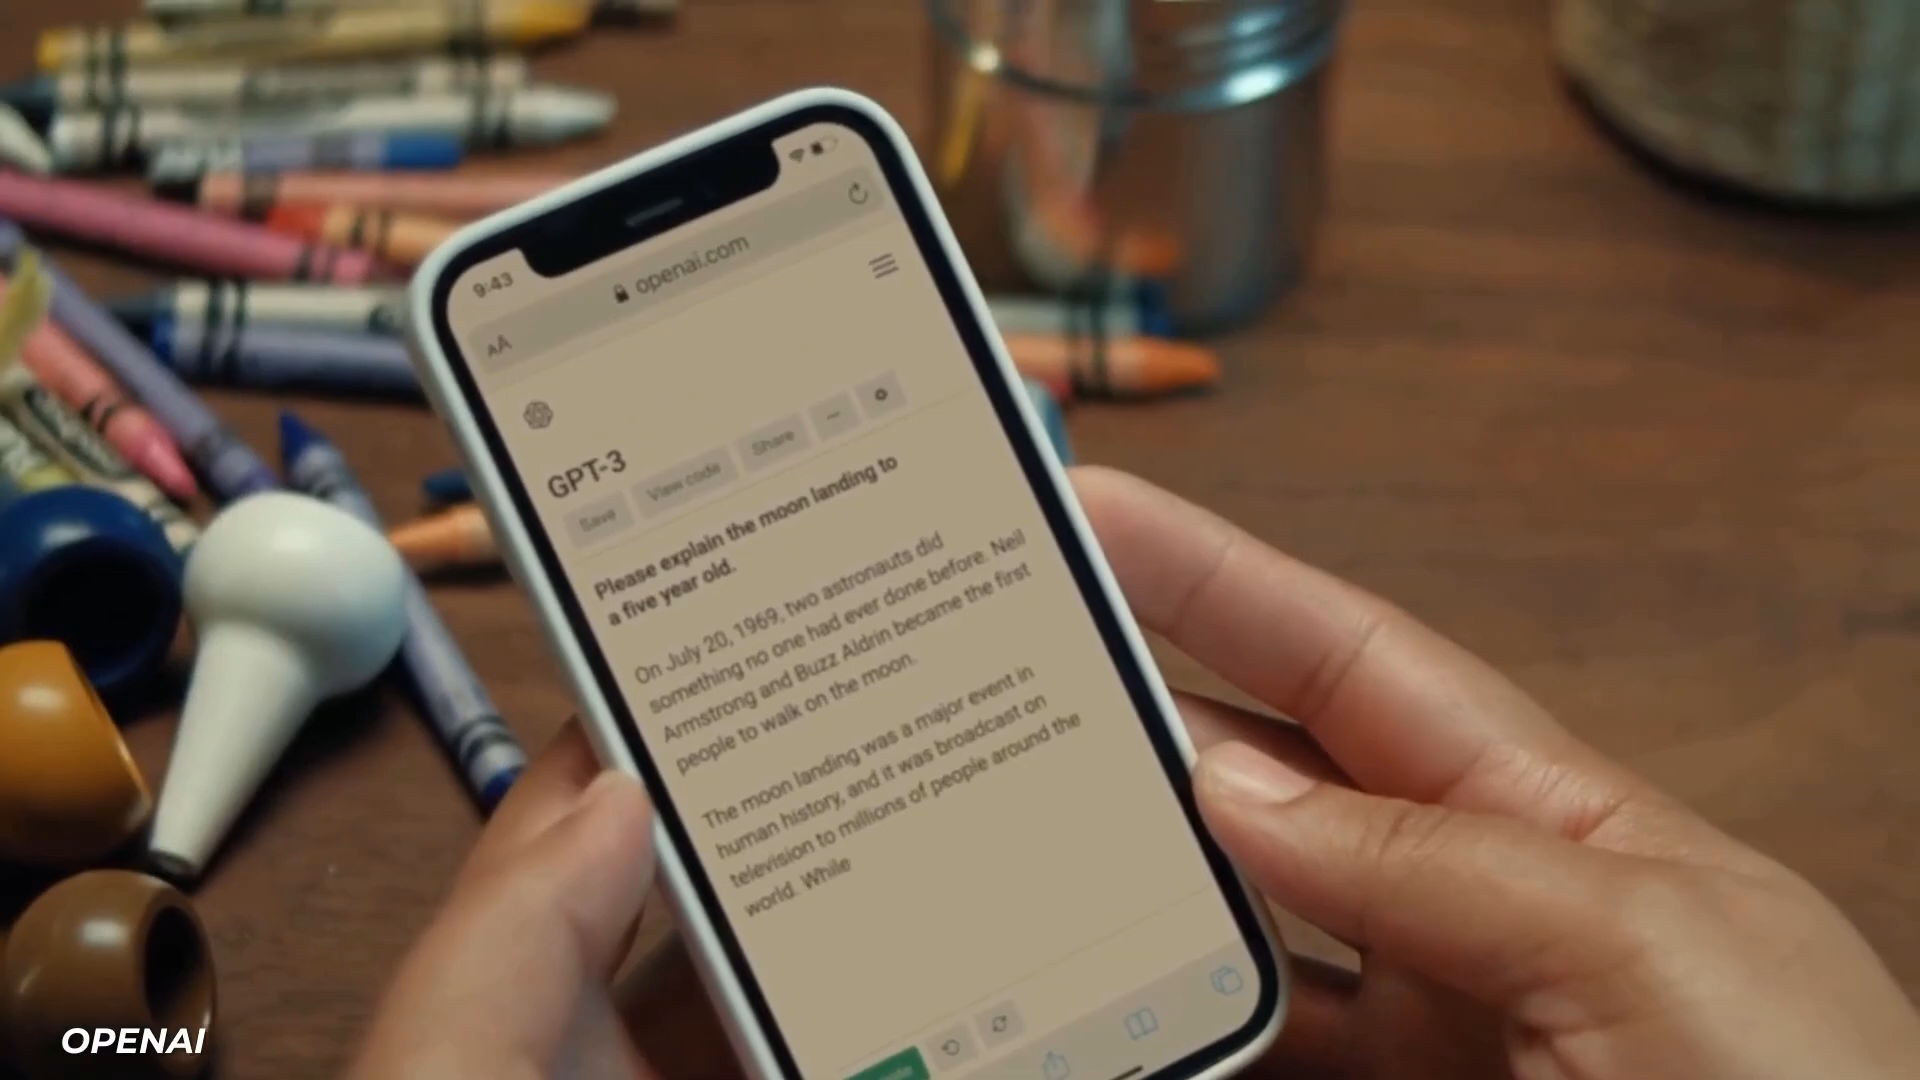 9:43
AA
openai.com
GPT-3
Save
View code
Share
Please explain the moon landing to
a five year old.
On July 20, 1969, two astronauts did
something no one had ever done before. Neil
Armstrong and Buzz Aldrin became the first
people to walk on the moon.
The moon landing was a major event in
human history, and it was broadcast on
television to millions of people around the
world. While
OPENAI